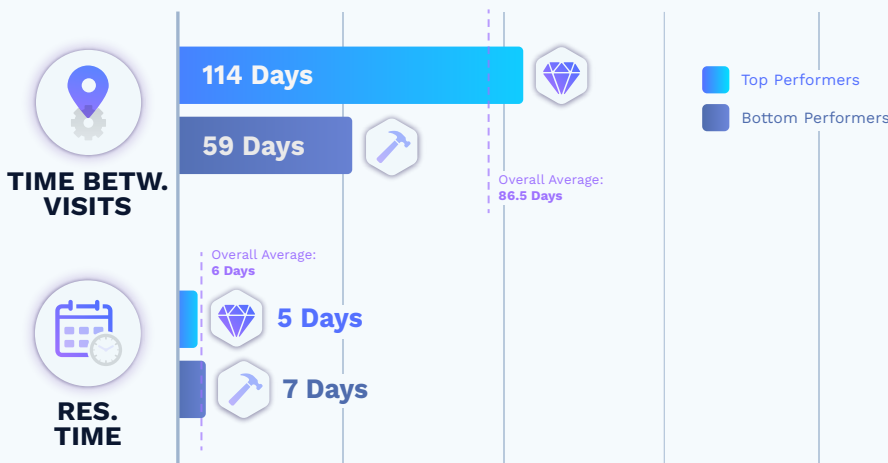 114 Days
59 Days
TIME BETW.
VISITS
Top Performers
Bottom Performers
Overall Average:
86.5 Days
Overall Average:
6 Days
5 Days
7 Days
RES.
TIME